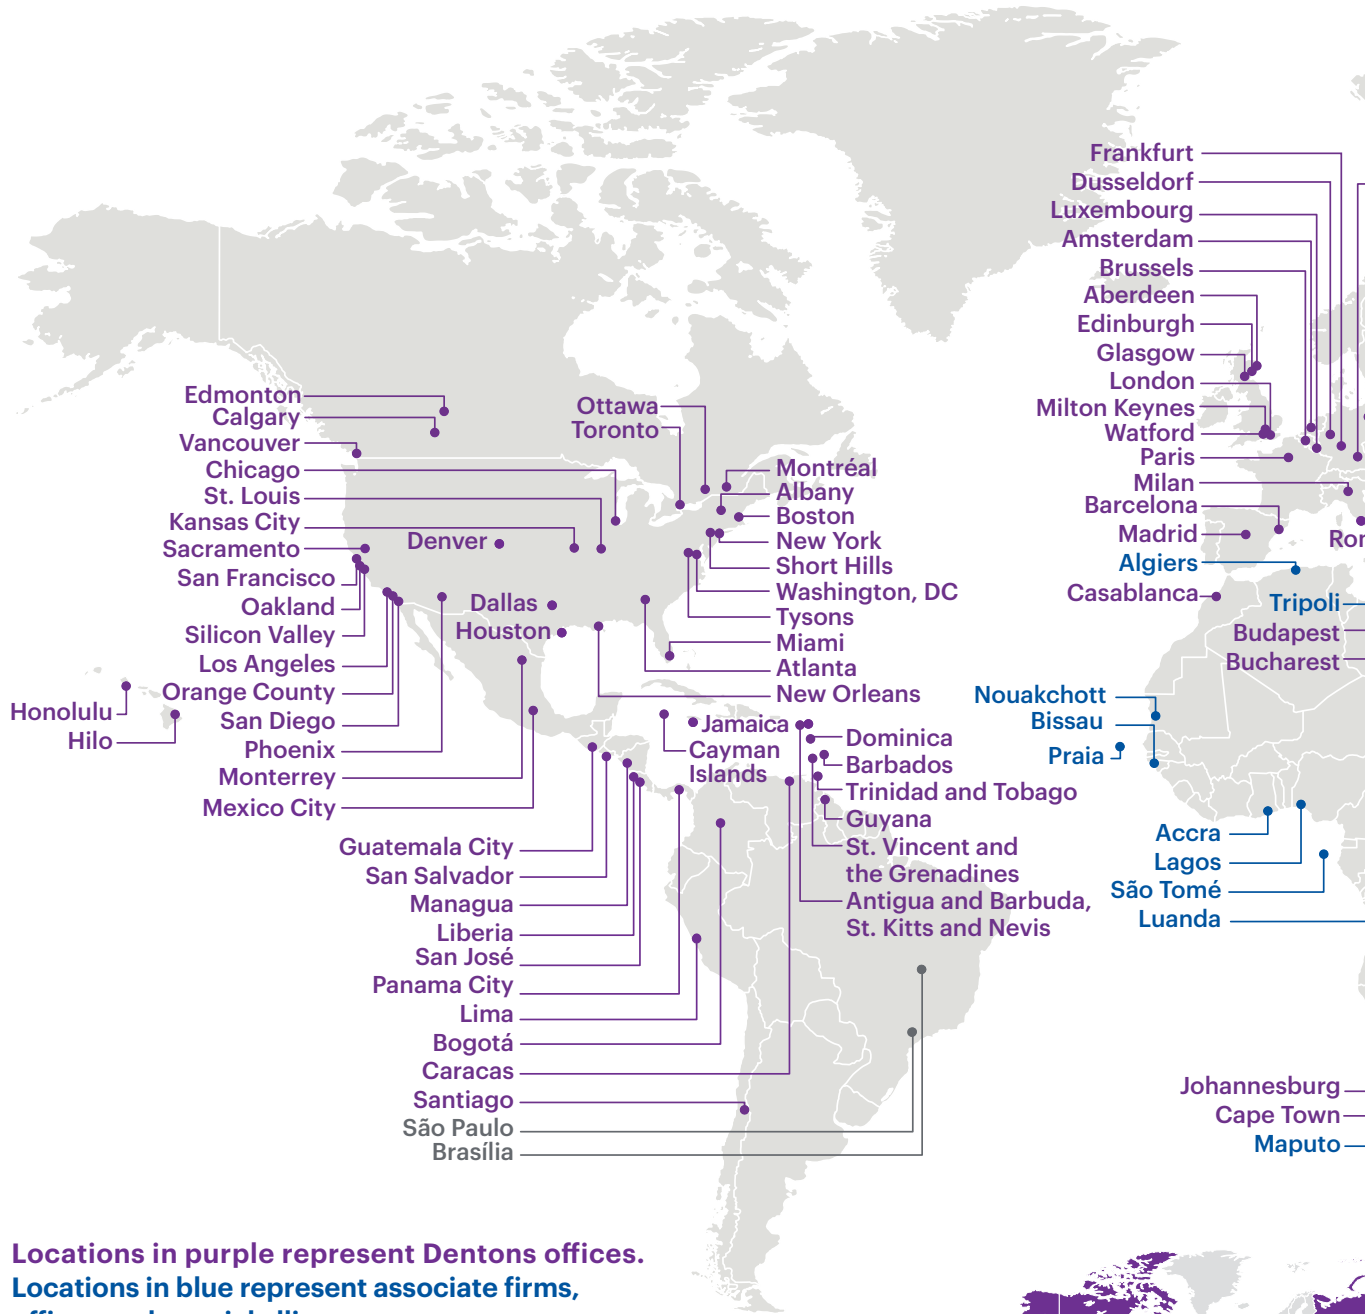 Edmonton
Calgary
Vancouver
Chicago
St. Louis
Kansas City
Sacramento
San Francisco
Oakland
Silicon Valley
Los Angeles
Orange County
San Diego
Phoenix
Monterrey
Mexico City
Honolulu
Hilo
Denver
Dallas
Houston
Ottawa
Toronto
Montréal
Albany
Boston
New York
Short Hills
Washington, DC
Tysons
Miami
Atlanta
New Orleans
Jamaica
Cayman
Islands
Dominica
Barbados
Trinidad and Tobago
Guyana
St. Vincent and
the Grenadines
Antigua and Barbuda,
St. Kitts and Nevis
Guatemala City
San Salvador
Managua
Liberia
San José
Panama City
Lima
Bogotá
Caracas
Santiago
São Paulo
Brasília
Frankfurt
Dusseldorf
Luxembourg
Amsterdam
Brussels
Aberdeen
Edinburgh
Glasgow
London
Milton Keynes
Watford
Paris
Milan
Barcelona
Madrid
Algiers
Casablanca
Tripoli
Budapest
Bucharest
Nouakchott
Bissau
Praia
Accra
Lagos
São Tomé
Luanda
Johannesburg
Cape Town
Maputo
Locations in purple represent Dentons offices.
Locations in blue represent associate firms,